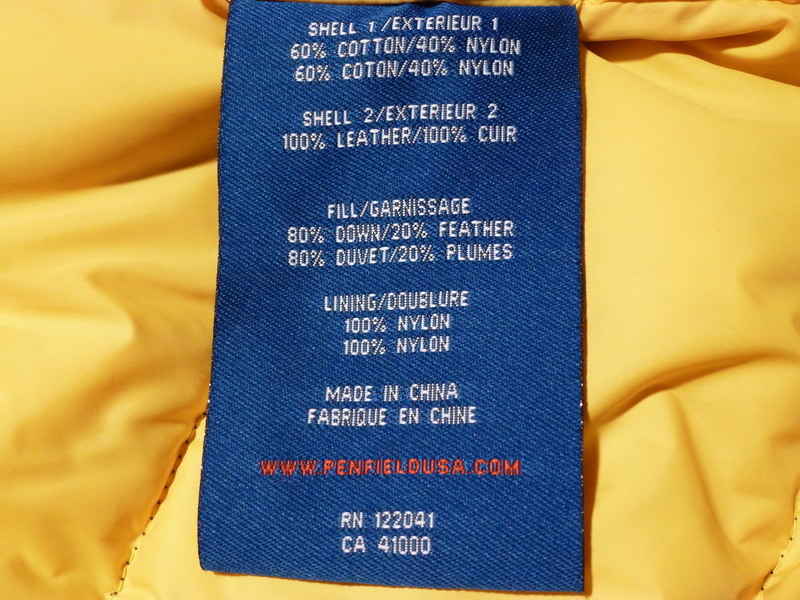 SHELL 1/EXTERIEUR 1
60% COTTON/40% NYLON
60% COTON/40% NYLON
SHELL 2/EXTERIEUR 2
100% LEATHER/100% CUIR
FILL/GARNISSAGE
80% DOWN/20% FEATHER
80% DUVET/20% PLUMES
LINING/DOUBLURE
100% NYLON
100% NYLON
MADE IN CHINA
FABRIQUE EN CHINE
WWW.PENFIELDUSA.COM
RN 122041
CA 41000